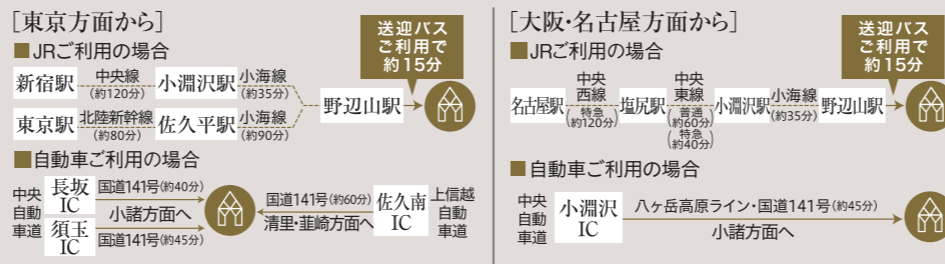 [東京方面から]
■JRご利用の場合
送迎バス
ご利用で
約15分
新宿駅 中央線 (約120分) 小淵沢駅 小海線 (約35分)
野辺山駅
東京駅 北陸新幹線 (約80分) 佐久平駅 小海線 (約90分)
■自動車ご利用の場合
中央
自動
車道
長坂
IC
国道141号(約40分)
小諸方面へ
須玉
IC
国道141号(約45分)
国道141号(約60分)
清里・韮崎方面へ
佐久南
IC
上信越
自動
車道
[大阪・名古屋方面から]
■JRご利用の場合
送迎バス
ご利用で
約15分
名古屋駅 中央西線 (特急約120分) 塩尻駅 中央東線 (普通約60分) (特急約40分) 小淵沢駅 小海線 (約35分) 野辺山駅
■自動車ご利用の場合
中央
自動
車道
小淵沢
IC
八ヶ岳高原ライン・国道141号(約45分)
小諸方面へ